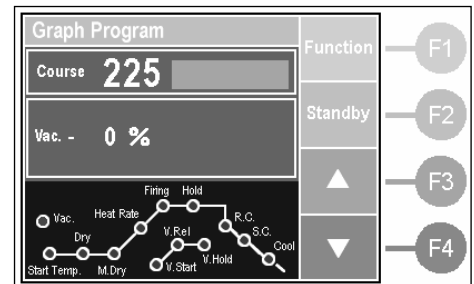 Graph Program
Function
F1
Course 225
Standby
F2
Vac. - 0 %
F3
Firing Hold
Vac. Heat Rate R.C.
Dry V.Rel S.C.
V.Hold Cool
F4
Start Temp. M.Dry V.Start